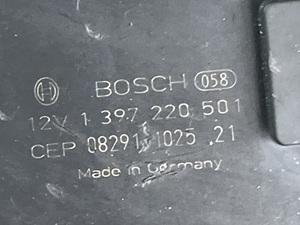 BOSCH 058
12V 1 397 220 501
CEP 08291 1025 21
Made in Germany